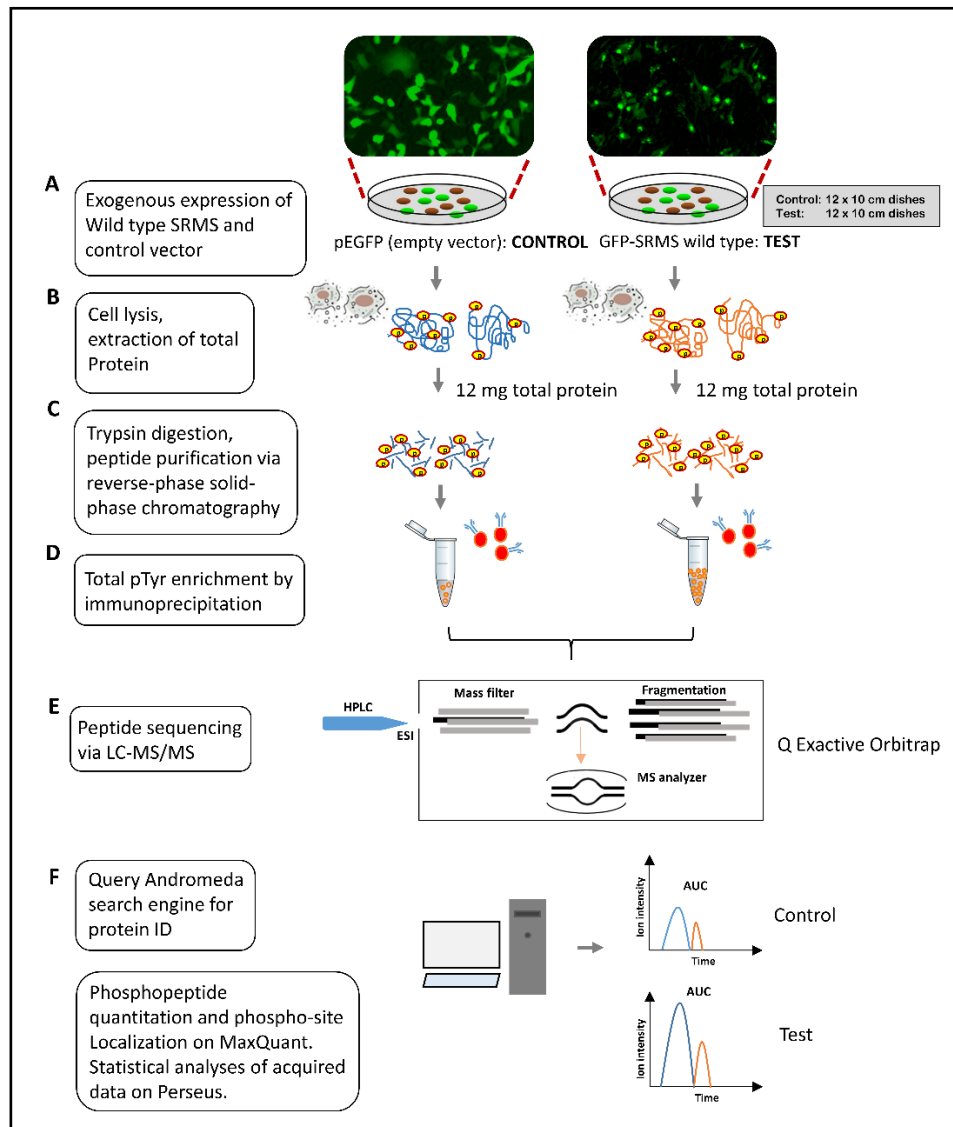 A
Exogenous expression of
Wild type SRMS and
control vector
Control: 12 x 10 cm dishes
Test: 12 x 10 cm dishes
pEGFP (empty vector): CONTROL
GFP-SRMS wild type: TEST
B
Cell lysis,
extraction of total
Protein
p p p p p p p
p p p p p p p p
12 mg total protein
12 mg total protein
C
Trypsin digestion,
peptide purification via
reverse-phase solid-
phase chromatography
D
Total pTyr enrichment by
immunoprecipitation
E
Peptide sequencing
via LC-MS/MS
HPLC
ESI
Mass filter
Fragmentation
MS analyzer
Q Exactive Orbitrap
F
Query Andromeda
search engine for
protein ID
Phosphopeptide
quantitation and phospho-site
Localization on MaxQuant.
Statistical analyses of acquired
data on Perseus.
Ion intensity
AUC
Time
Control
Ion intensity
AUC
Time
Test